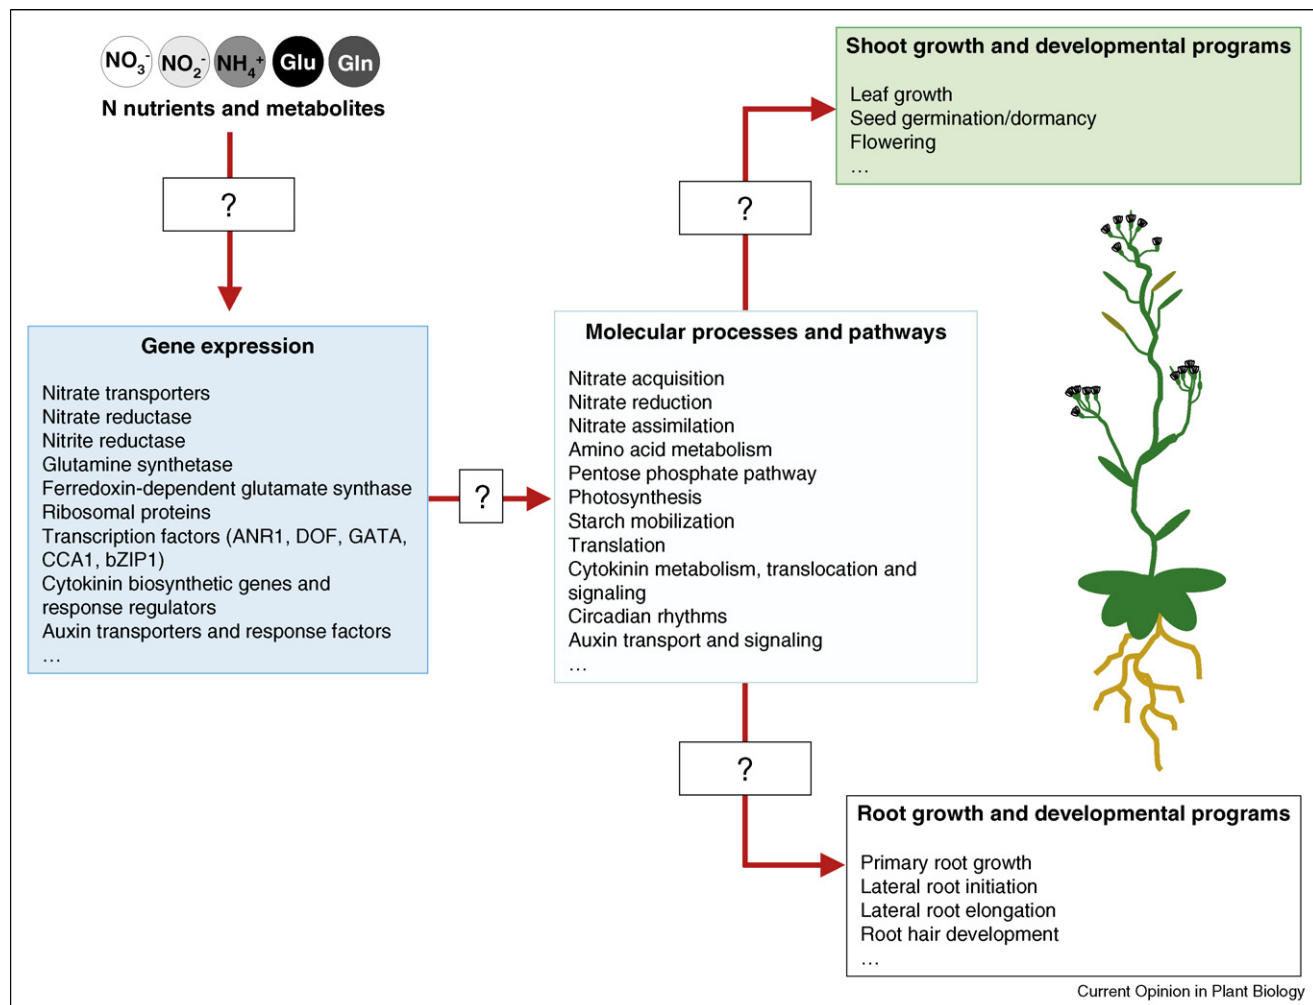 NO₃⁻ NO₂⁻ NH₄⁺ Glu Gln
N nutrients and metabolites
?
Gene expression
Nitrate transporters
Nitrate reductase
Nitrite reductase
Glutamine synthetase
Ferredoxin-dependent glutamate synthase
Ribosomal proteins
Transcription factors (ANR1, DOF, GATA,
CCA1, bZIP1)
Cytokinin biosynthetic genes and
response regulators
Auxin transporters and response factors
…
?
Molecular processes and pathways
Nitrate acquisition
Nitrate reduction
Nitrate assimilation
Amino acid metabolism
Pentose phosphate pathway
Photosynthesis
Starch mobilization
Translation
Cytokinin metabolism, translocation and
signaling
Circadian rhythms
Auxin transport and signaling
…
?
Shoot growth and developmental programs
Leaf growth
Seed germination/dormancy
Flowering
…
?
Root growth and developmental programs
Primary root growth
Lateral root initiation
Lateral root elongation
Root hair development
…
Current Opinion in Plant Biology